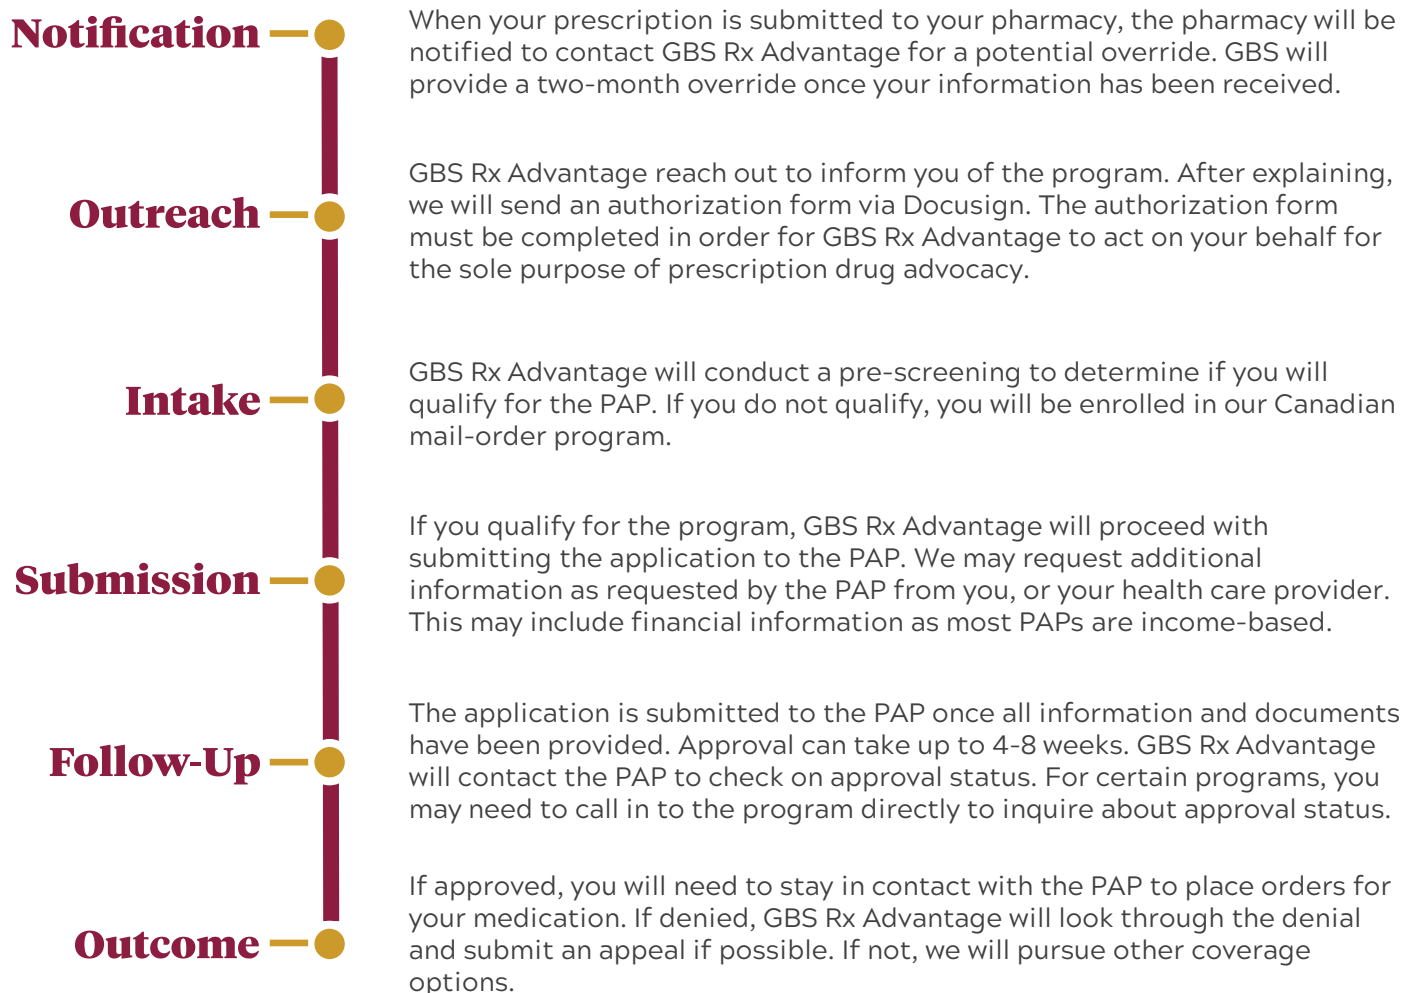 Notification
When your prescription is submitted to your pharmacy, the pharmacy will be
notified to contact GBS Rx Advantage for a potential override. GBS will
provide a two-month override once your information has been received.
Outreach
GBS Rx Advantage reach out to inform you of the program. After explaining,
we will send an authorization form via Docusign. The authorization form
must be completed in order for GBS Rx Advantage to act on your behalf for
the sole purpose of prescription drug advocacy.
Intake
GBS Rx Advantage will conduct a pre-screening to determine if you will
qualify for the PAP. If you do not qualify, you will be enrolled in our Canadian
mail-order program.
Submission
If you qualify for the program, GBS Rx Advantage will proceed with
submitting the application to the PAP. We may request additional
information as requested by the PAP from you, or your health care provider.
This may include financial information as most PAPs are income-based.
Follow-Up
The application is submitted to the PAP once all information and documents
have been provided. Approval can take up to 4-8 weeks. GBS Rx Advantage
will contact the PAP to check on approval status. For certain programs, you
may need to call in to the program directly to inquire about approval status.
Outcome
If approved, you will need to stay in contact with the PAP to place orders for
your medication. If denied, GBS Rx Advantage will look through the denial
and submit an appeal if possible. If not, we will pursue other coverage
options.